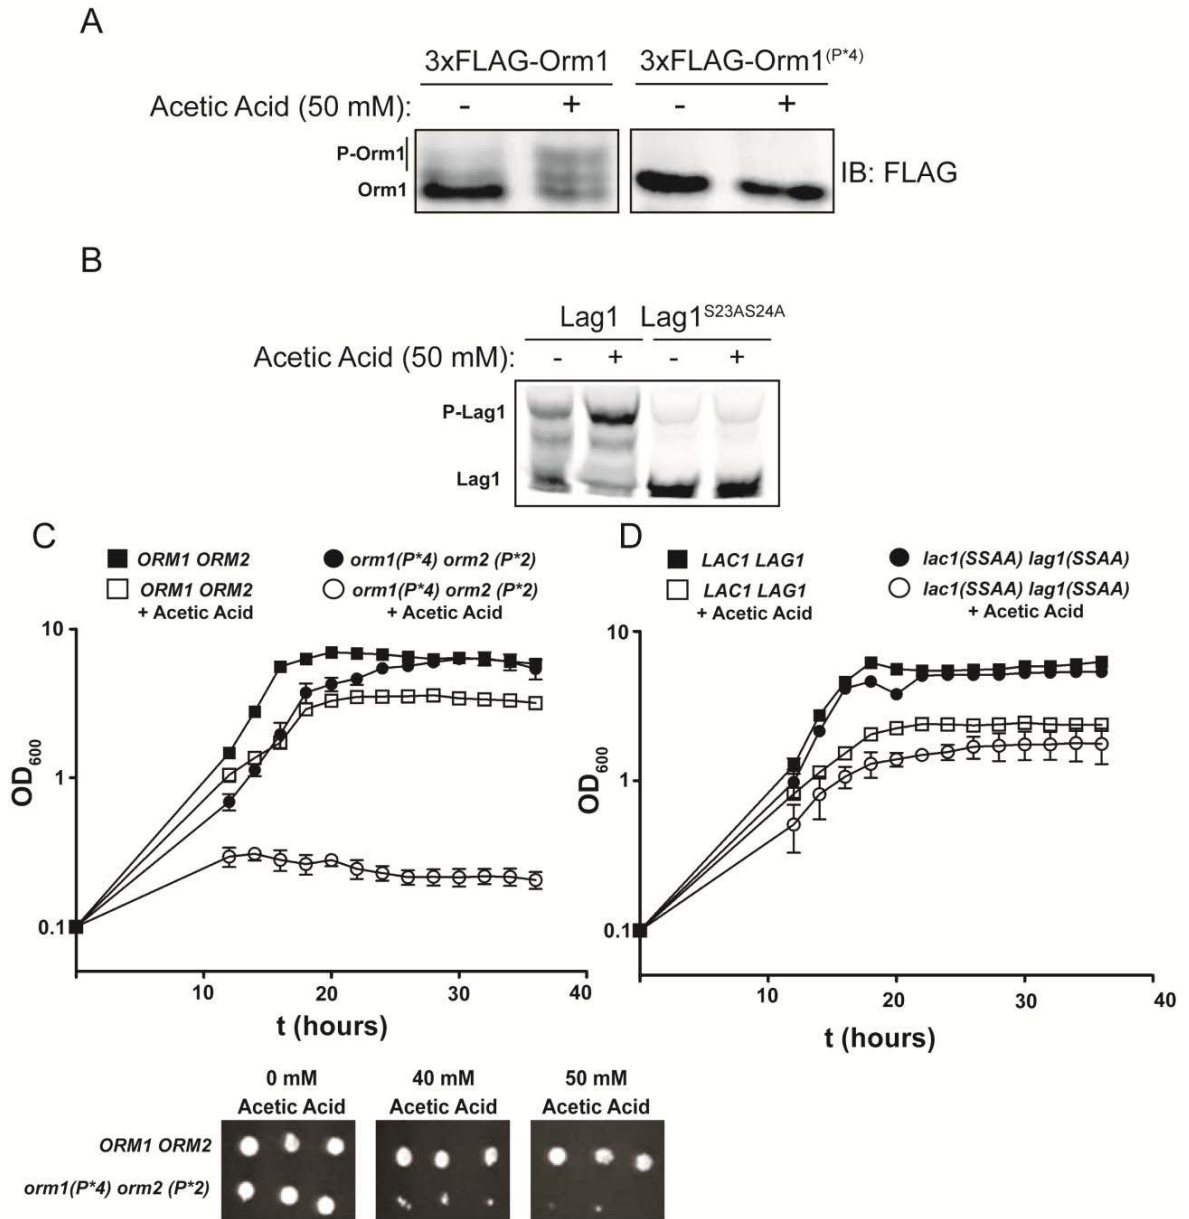 A
3xFLAG-Orm1 3xFLAG-Orm1(P*4)
Acetic Acid (50 mM): - + - +
P-Orm1
Orm1
IB: FLAG
B
Lag1 Lag1S23AS24A
Acetic Acid (50 mM): - + - +
P-Lag1
Lag1
C
ORM1 ORM2 orm1(P*4) orm2 (P*2)
ORM1 ORM2 orm1(P*4) orm2 (P*2)
+ Acetic Acid + Acetic Acid
10
1
0.1
OD600
10 20 30 40
t (hours)
0 mM 40 mM 50 mM
Acetic Acid Acetic Acid Acetic Acid
ORM1 ORM2
orm1(P*4) orm2 (P*2)
D
LAC1 LAG1 lac1(SSAA) lag1(SSAA)
LAC1 LAG1 lac1(SSAA) lag1(SSAA)
+ Acetic Acid + Acetic Acid
10
1
0.1
OD600
10 20 30 40
t (hours)